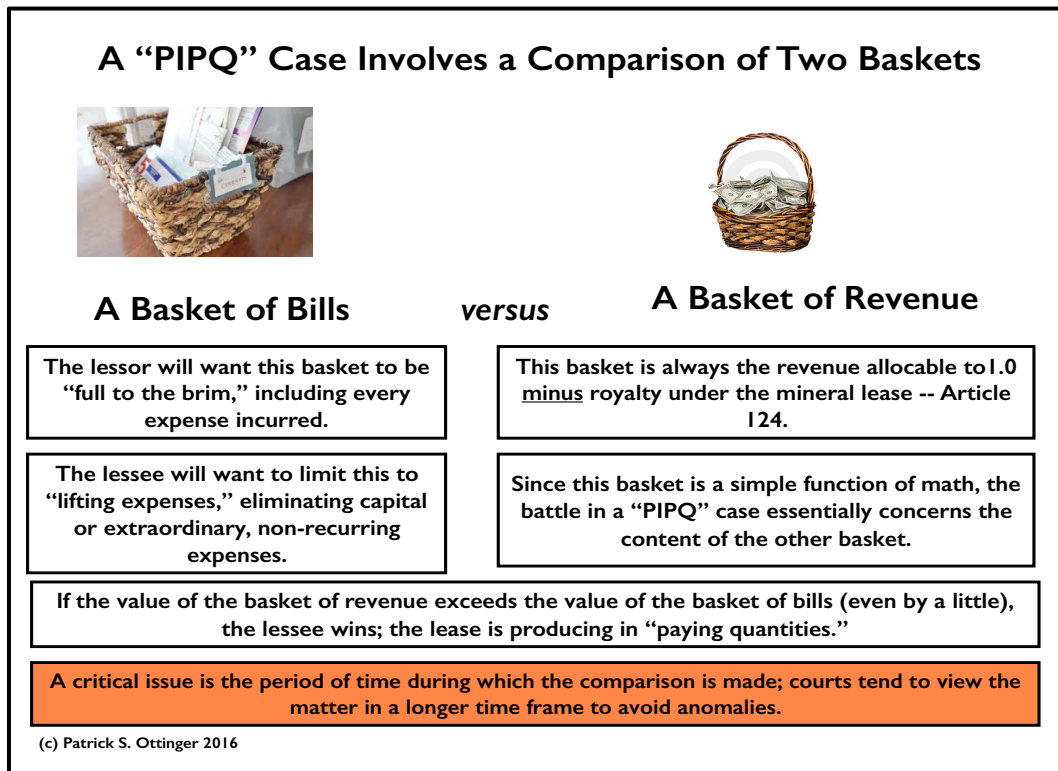 A “PIPQ” Case Involves a Comparison of Two Baskets
Coupons
A Basket of Bills
versus
A Basket of Revenue
The lessor will want this basket to be
“full to the brim,” including every
expense incurred.
This basket is always the revenue allocable to1.0
minus royalty under the mineral lease -- Article
124.
The lessee will want to limit this to
“lifting expenses,” eliminating capital
or extraordinary, non-recurring
expenses.
Since this basket is a simple function of math, the
battle in a “PIPQ” case essentially concerns the
content of the other basket.
If the value of the basket of revenue exceeds the value of the basket of bills (even by a little),
the lessee wins; the lease is producing in “paying quantities.”
A critical issue is the period of time during which the comparison is made; courts tend to view the
matter in a longer time frame to avoid anomalies.
(c) Patrick S. Ottinger 2016